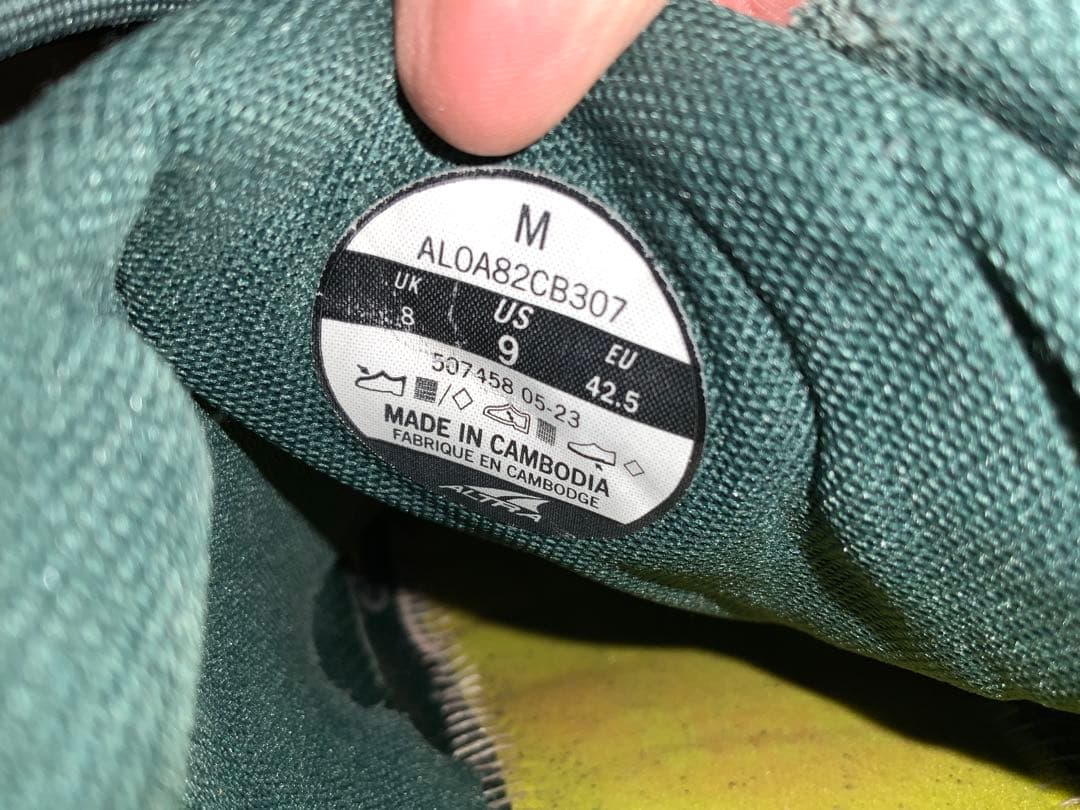 M
AL0A82CB307
UK US EU
8 9 42.5
507458 05-23
MADE IN CAMBODIA
FABRIQUE EN CAMBODGE
ALTRA